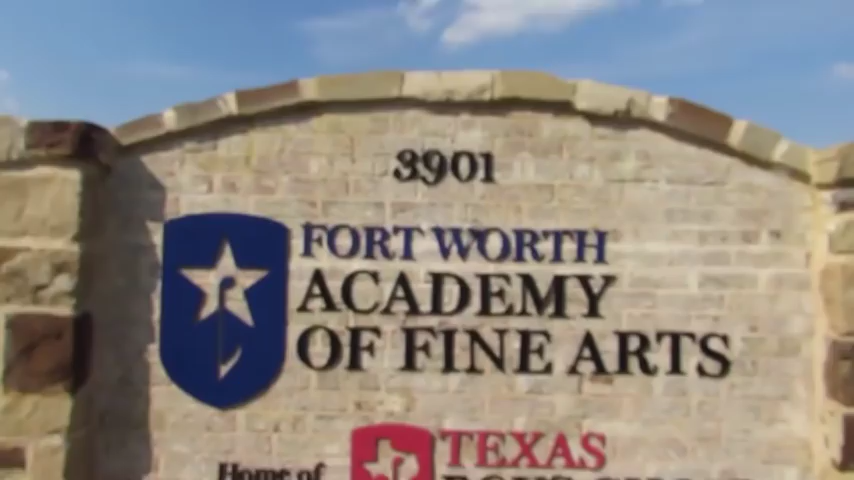 3901
FORT WORTH
ACADEMY
OF FINE ARTS
Home of
TEXAS